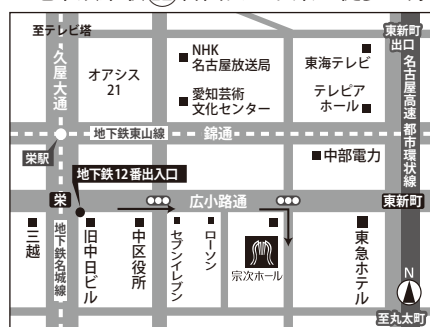 至テレビ塔
久屋大通
オアシス
21
NHK
名古屋放送局
愛知芸術
文化センター
東海テレビ
テレピア
ホール
東新町
出口
名古屋高速都市環状線
地下鉄東山線
錦通
栄駅
地下鉄12番出入口
中部電力
栄
広小路通
東新町
三越
地下鉄名城線
旧中日ビル
中区役所
セブンイレブン
ローソン
宗次ホール
東急ホテル
N
至丸太町